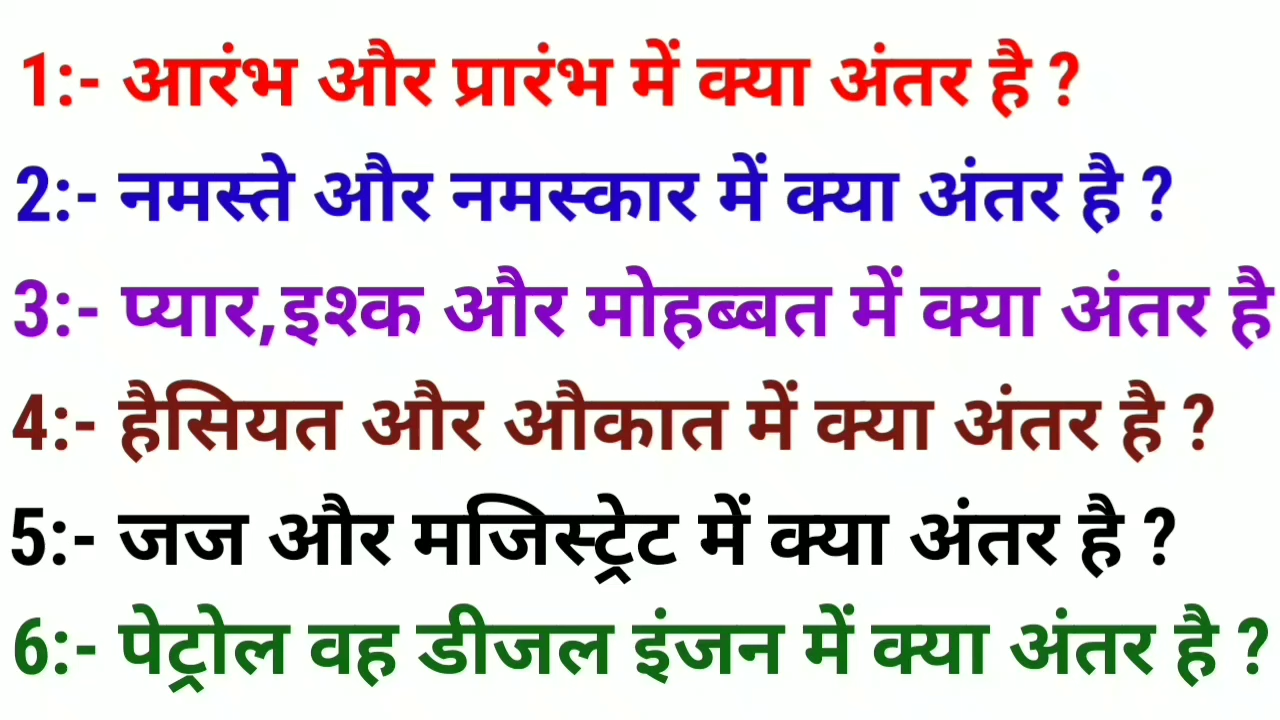 1:- आरंभ और प्रारंभ में क्या अंतर है ?
2:- नमस्ते और नमस्कार में क्या अंतर है ?
3:- प्यार,इश्क और मोहब्बत में क्या अंतर है
4:- हैसियत और औकात में क्या अंतर है ?
5:- जज और मजिस्ट्रेट में क्या अंतर है ?
6:- पेट्रोल वह डीजल इंजन में क्या अंतर है ?